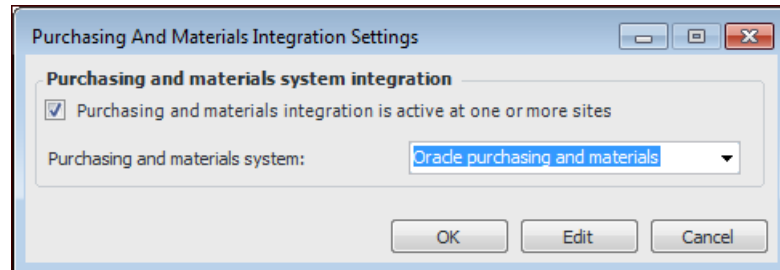 Purchasing And Materials Integration Settings
Purchasing and materials system integration
Purchasing and materials integration is active at one or more sites
Purchasing and materials system: Oracle purchasing and materials
OK Edit Cancel